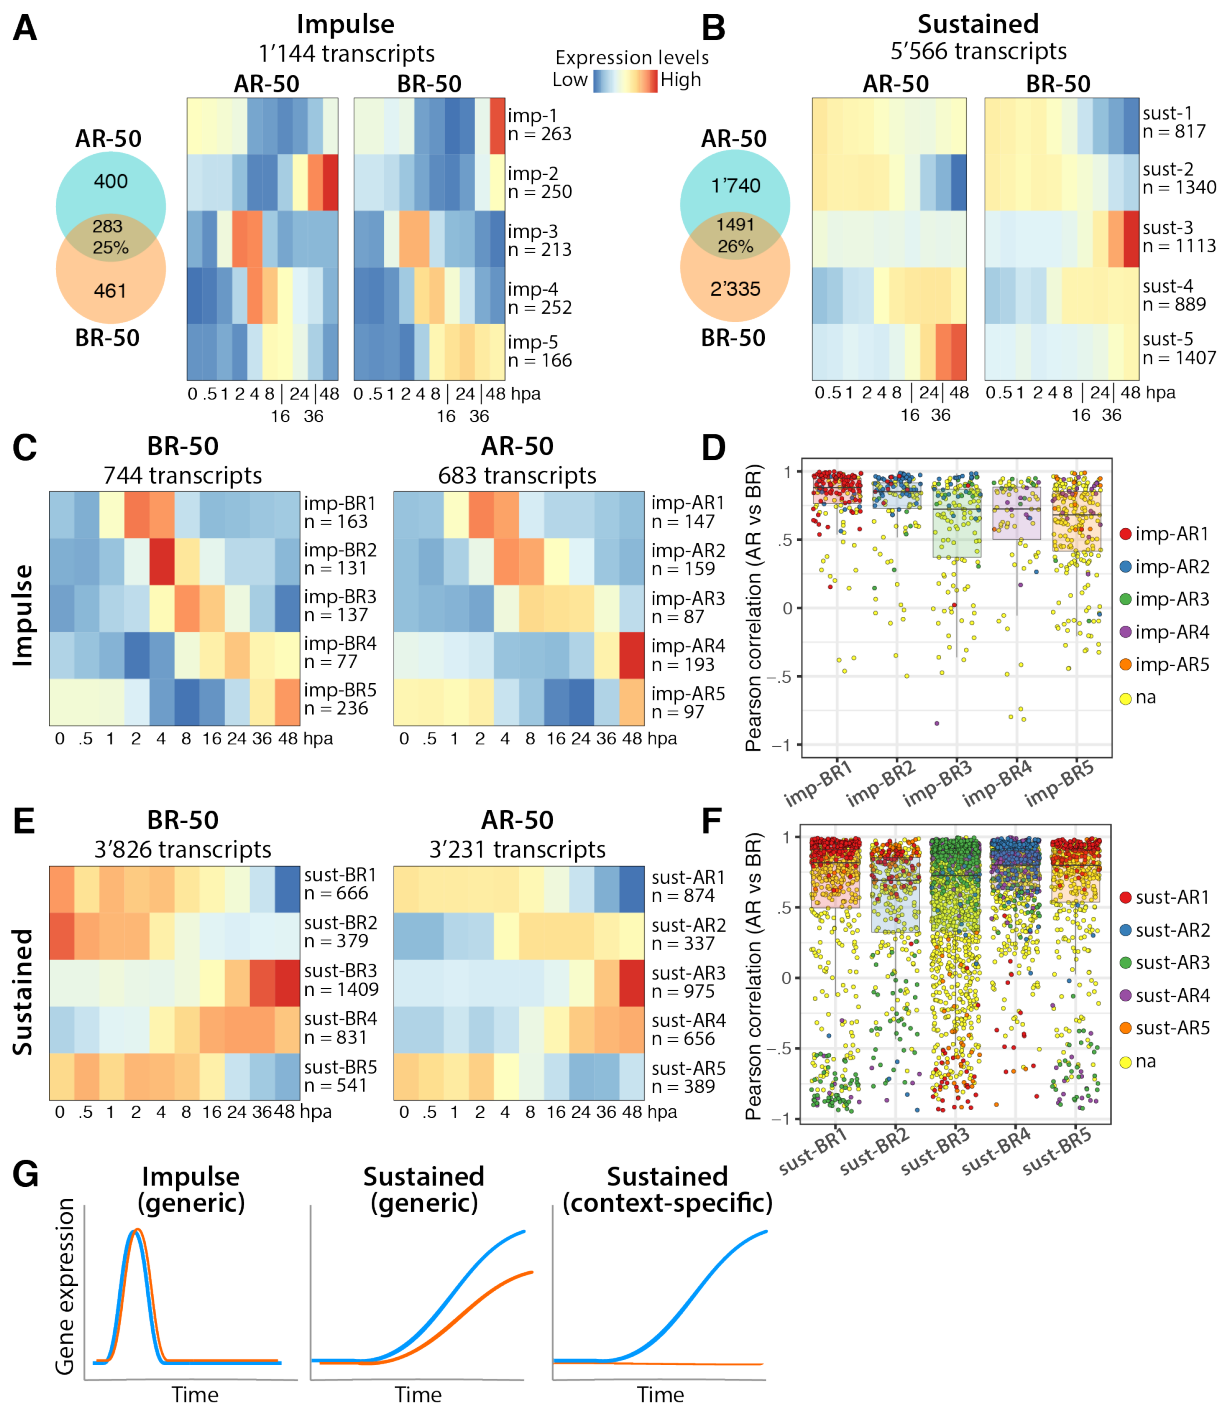 A
Impulse
1’144 transcripts
AR-50
BR-50
Expression levels
Low
High
AR-50
400
283
25%
461
BR-50
imp-1
n = 263
imp-2
n = 250
imp-3
n = 213
imp-4
n = 252
imp-5
n = 166
0 .5 1 2 4 8 16 24 36 48
0 .5 1 2 4 8 16 24 36 48 hpa
B
Sustained
5’566 transcripts
AR-50
BR-50
AR-50
1’740
1491
26%
2’335
BR-50
sust-1
n = 817
sust-2
n = 1340
sust-3
n = 1113
sust-4
n = 889
sust-5
n = 1407
0 .5 1 2 4 8 16 24 36 48
0 .5 1 2 4 8 16 24 36 48 hpa
C
Impulse
BR-50
744 transcripts
imp-BR1
n = 163
imp-BR2
n = 131
imp-BR3
n = 137
imp-BR4
n = 77
imp-BR5
n = 236
0 .5 1 2 4 8 16 24 36 48 hpa
AR-50
683 transcripts
imp-AR1
n = 147
imp-AR2
n = 159
imp-AR3
n = 87
imp-AR4
n = 193
imp-AR5
n = 97
0 .5 1 2 4 8 16 24 36 48 hpa
D
Pearson correlation (AR vs BR)
1
.5
0
−.5
−1
imp-BR1
imp-BR2
imp-BR3
imp-BR4
imp-BR5
imp-AR1
imp-AR2
imp-AR3
imp-AR4
imp-AR5
na
E
Sustained
BR-50
3’826 transcripts
sust-BR1
n = 666
sust-BR2
n = 379
sust-BR3
n = 1409
sust-BR4
n = 831
sust-BR5
n = 541
0 .5 1 2 4 8 16 24 36 48 hpa
AR-50
3’231 transcripts
sust-AR1
n = 874
sust-AR2
n = 337
sust-AR3
n = 975
sust-AR4
n = 656
sust-AR5
n = 389
0 .5 1 2 4 8 16 24 36 48 hpa
F
Pearson correlation (AR vs BR)
1
.5
0
−.5
−1
sust-BR1
sust-BR2
sust-BR3
sust-BR4
sust-BR5
sust-AR1
sust-AR2
sust-AR3
sust-AR4
sust-AR5
na
G
Gene expression
Impulse
(generic)
Time
Sustained
(generic)
Time
Sustained
(context-specific)
Time